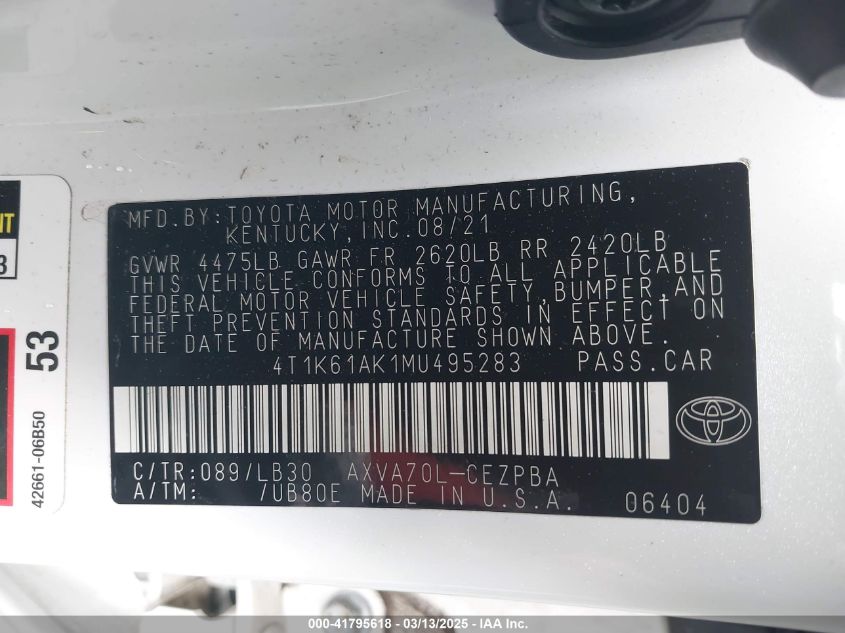 MFD.BY:TOYOTA MOTOR MANUFACTURING,
KENTUCKY,INC.08/21
GVWR 4475LB GAWR FR 2620LB RR 2420LB
THIS VEHICLE CONFORMS TO ALL APPLICABLE
FEDERAL MOTOR VEHICLE SAFETY,BUMPER,AND
THEFT PREVENTION STANDARDS IN EFFECT ON
THE DATE OF MANUFACTURE SHOWN ABOVE.
4T1K61AK1MU495283 PASS.CAR
C/TR:089/LB30 AXVA70L-CEZPBA
A/TM: /UB80E MADE IN U.S.A. 06404
53
42661-06B50
000-41795618 - 03/13/2025 - IAA